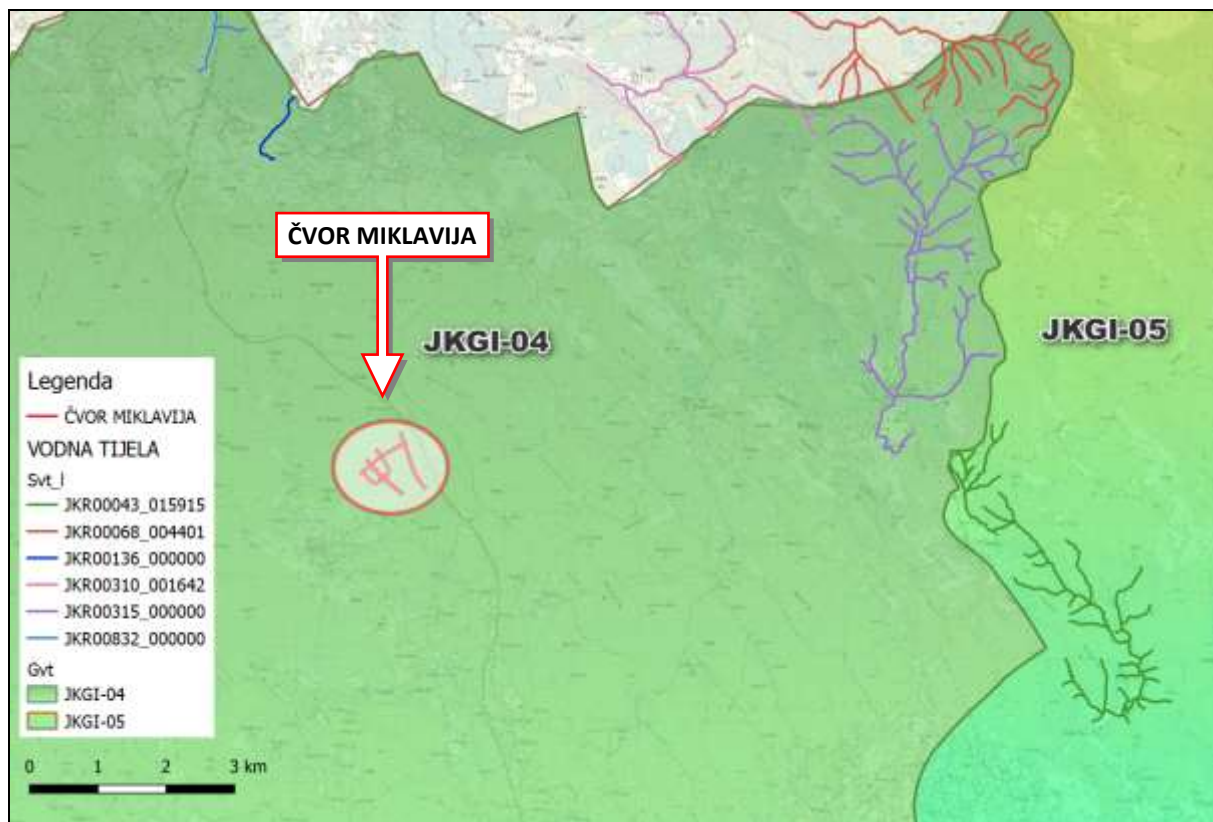 ČVOR MIKLAVIJA
JKGI-04
JKGI-05
Legenda
ČVOR MIKLAVIJA
VODNA TIJELA
Svt_l
JKR00043_015915
JKR00068_004401
JKR00136_000000
JKR00310_001642
JKR00315_000000
JKR00832_000000
Gvt
JKGI-04
JKGI-05
0 1 2 3 km